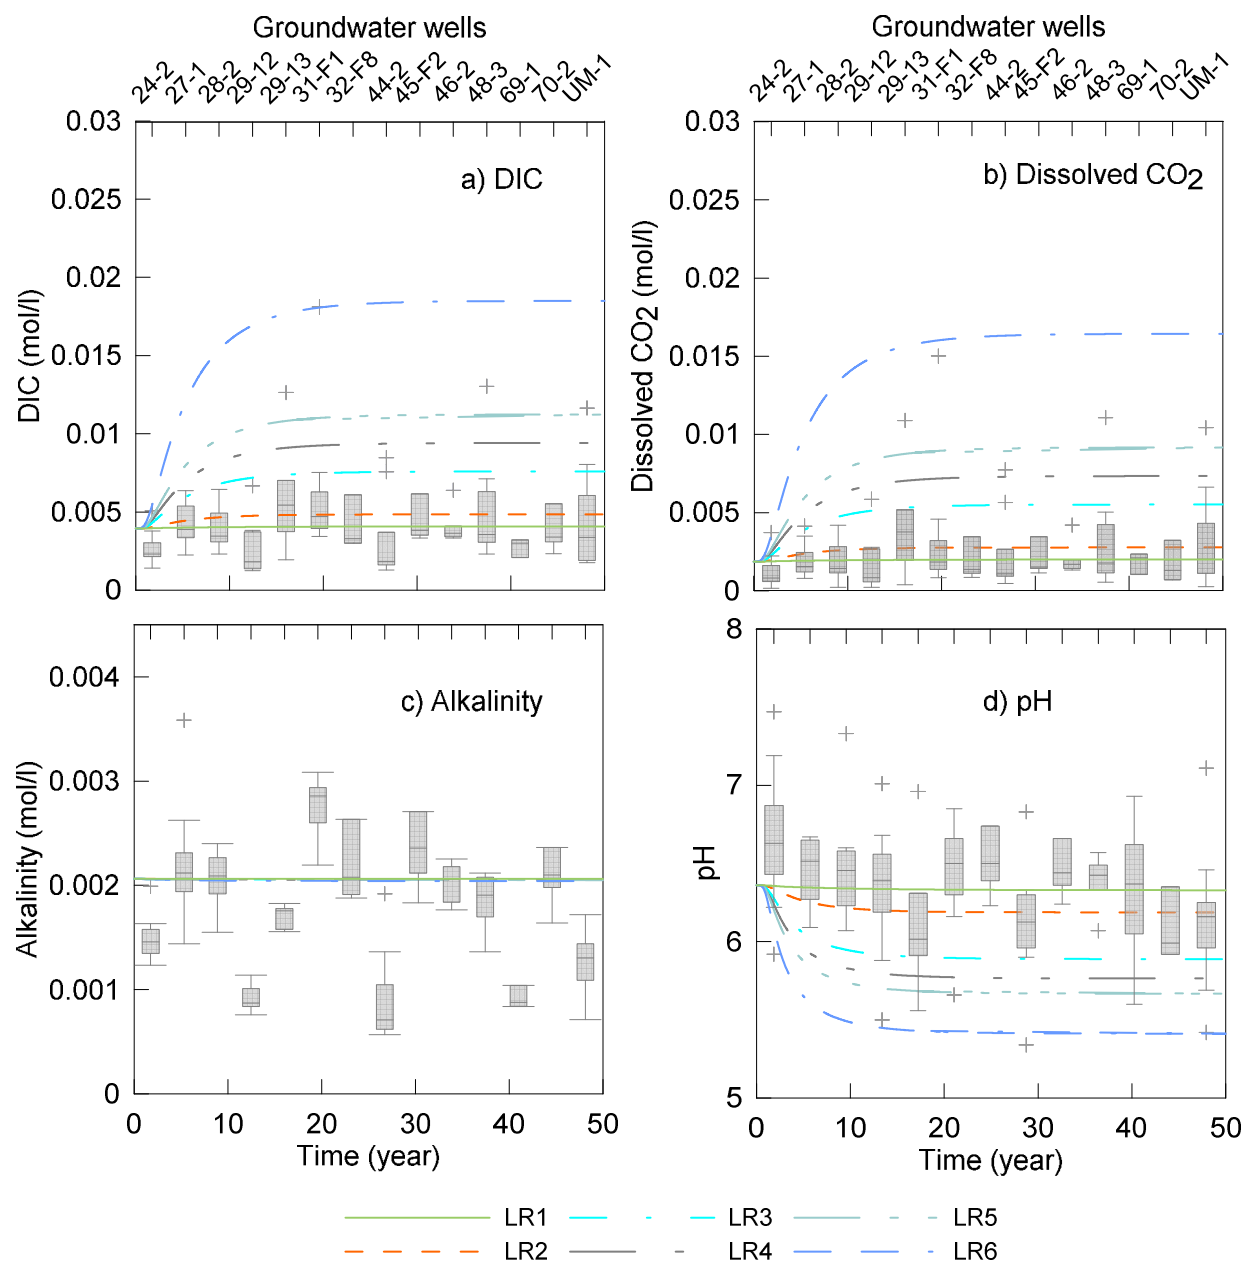 Groundwater wells
Groundwater wells
24-2 27-1 28-2 29-12 29-13 31-F1 32-F8 44-2 45-F2 46-2 48-3 69-1 70-2 UM-1
24-2 27-1 28-2 29-12 29-13 31-F1 32-F8 44-2 45-F2 46-2 48-3 69-1 70-2 UM-1
a) DIC
DIC (mol/l)
0.03
0.025
0.02
0.015
0.01
0.005
0
b) Dissolved CO2
Dissolved CO2 (mol/l)
0.03
0.025
0.02
0.015
0.01
0.005
0
c) Alkalinity
Alkalinity (mol/l)
0.004
0.003
0.002
0.001
0
0 10 20 30 40 50
Time (year)
d) pH
pH
8
7
6
5
0 10 20 30 40 50
Time (year)
LR1 LR3 LR5
LR2 LR4 LR6